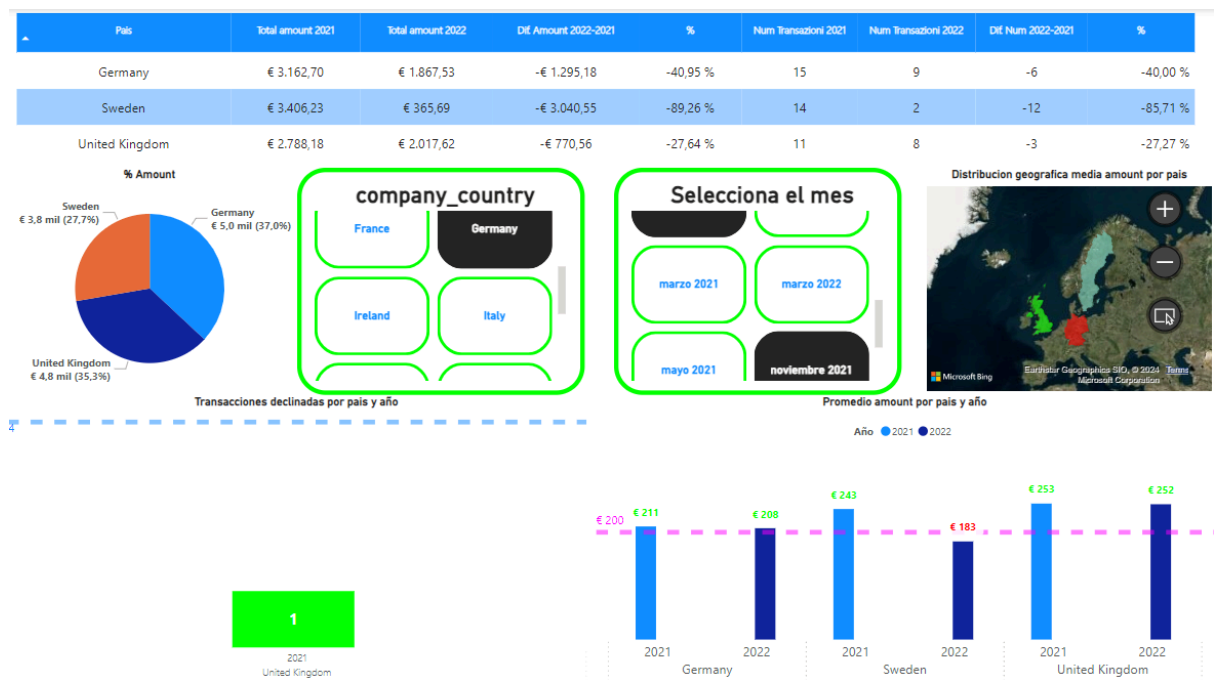 Pais Total amount 2021 Total amount 2022 Dif. Amount 2022-2021 % Num Transazioni 2021 Num Transazioni 2022 Dif. Num 2022-2021 %
Germany € 3.162,70 € 1.867,53 -€ 1.295,18 -40,95 % 15 9 -6 -40,00 %
Sweden € 3.406,23 € 365,69 -€ 3.040,55 -89,26 % 14 2 -12 -85,71 %
United Kingdom € 2.788,18 € 2.017,62 -€ 770,56 -27,64 % 11 8 -3 -27,27 %
% Amount
Sweden
€ 3,8 mil (27,7%)
Germany
€ 5,0 mil (37,0%)
United Kingdom
€ 4,8 mil (35,3%)
company_country
France Germany
Ireland Italy
Selecciona el mes
marzo 2021 marzo 2022
mayo 2021 noviembre 2021
Distribucion geografica media amount por pais
Microsoft Bing
Earthstar Geographics SIO, © 2024 Terms
Microsoft Corporation
Transacciones declinadas por pais y año
4
1
2021
United Kingdom
Promedio amount por pais y año
Año 2021 2022
€ 200
€ 211 € 208 € 243 € 183 € 253 € 252
2021 2022 2021 2022 2021 2022
Germany Sweden United Kingdom